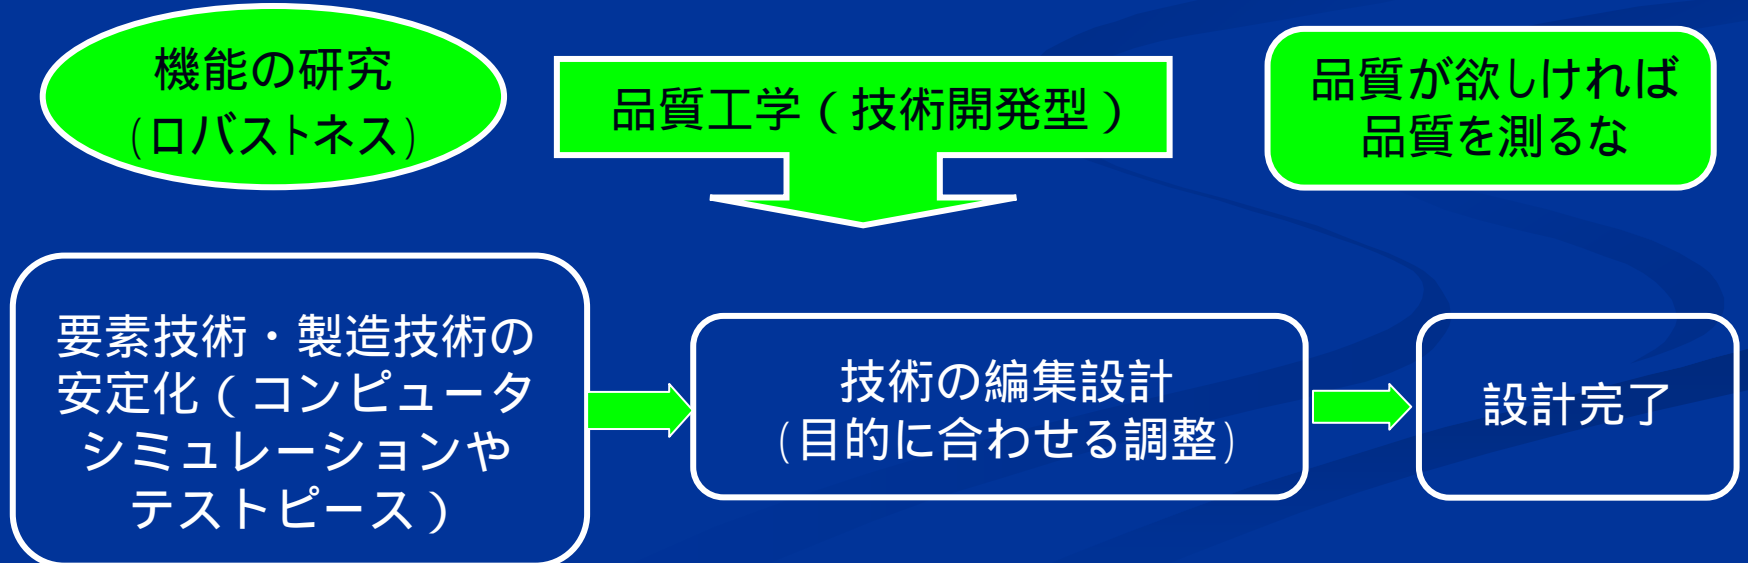 機能の研究
(ロバストネス)
品質工学（技術開発型）
品質が欲しければ
品質を測るな
要素技術・製造技術の
安定化（コンピュータ
シミュレーションや
テストピース）
技術の編集設計
(目的に合わせる調整)
設計完了